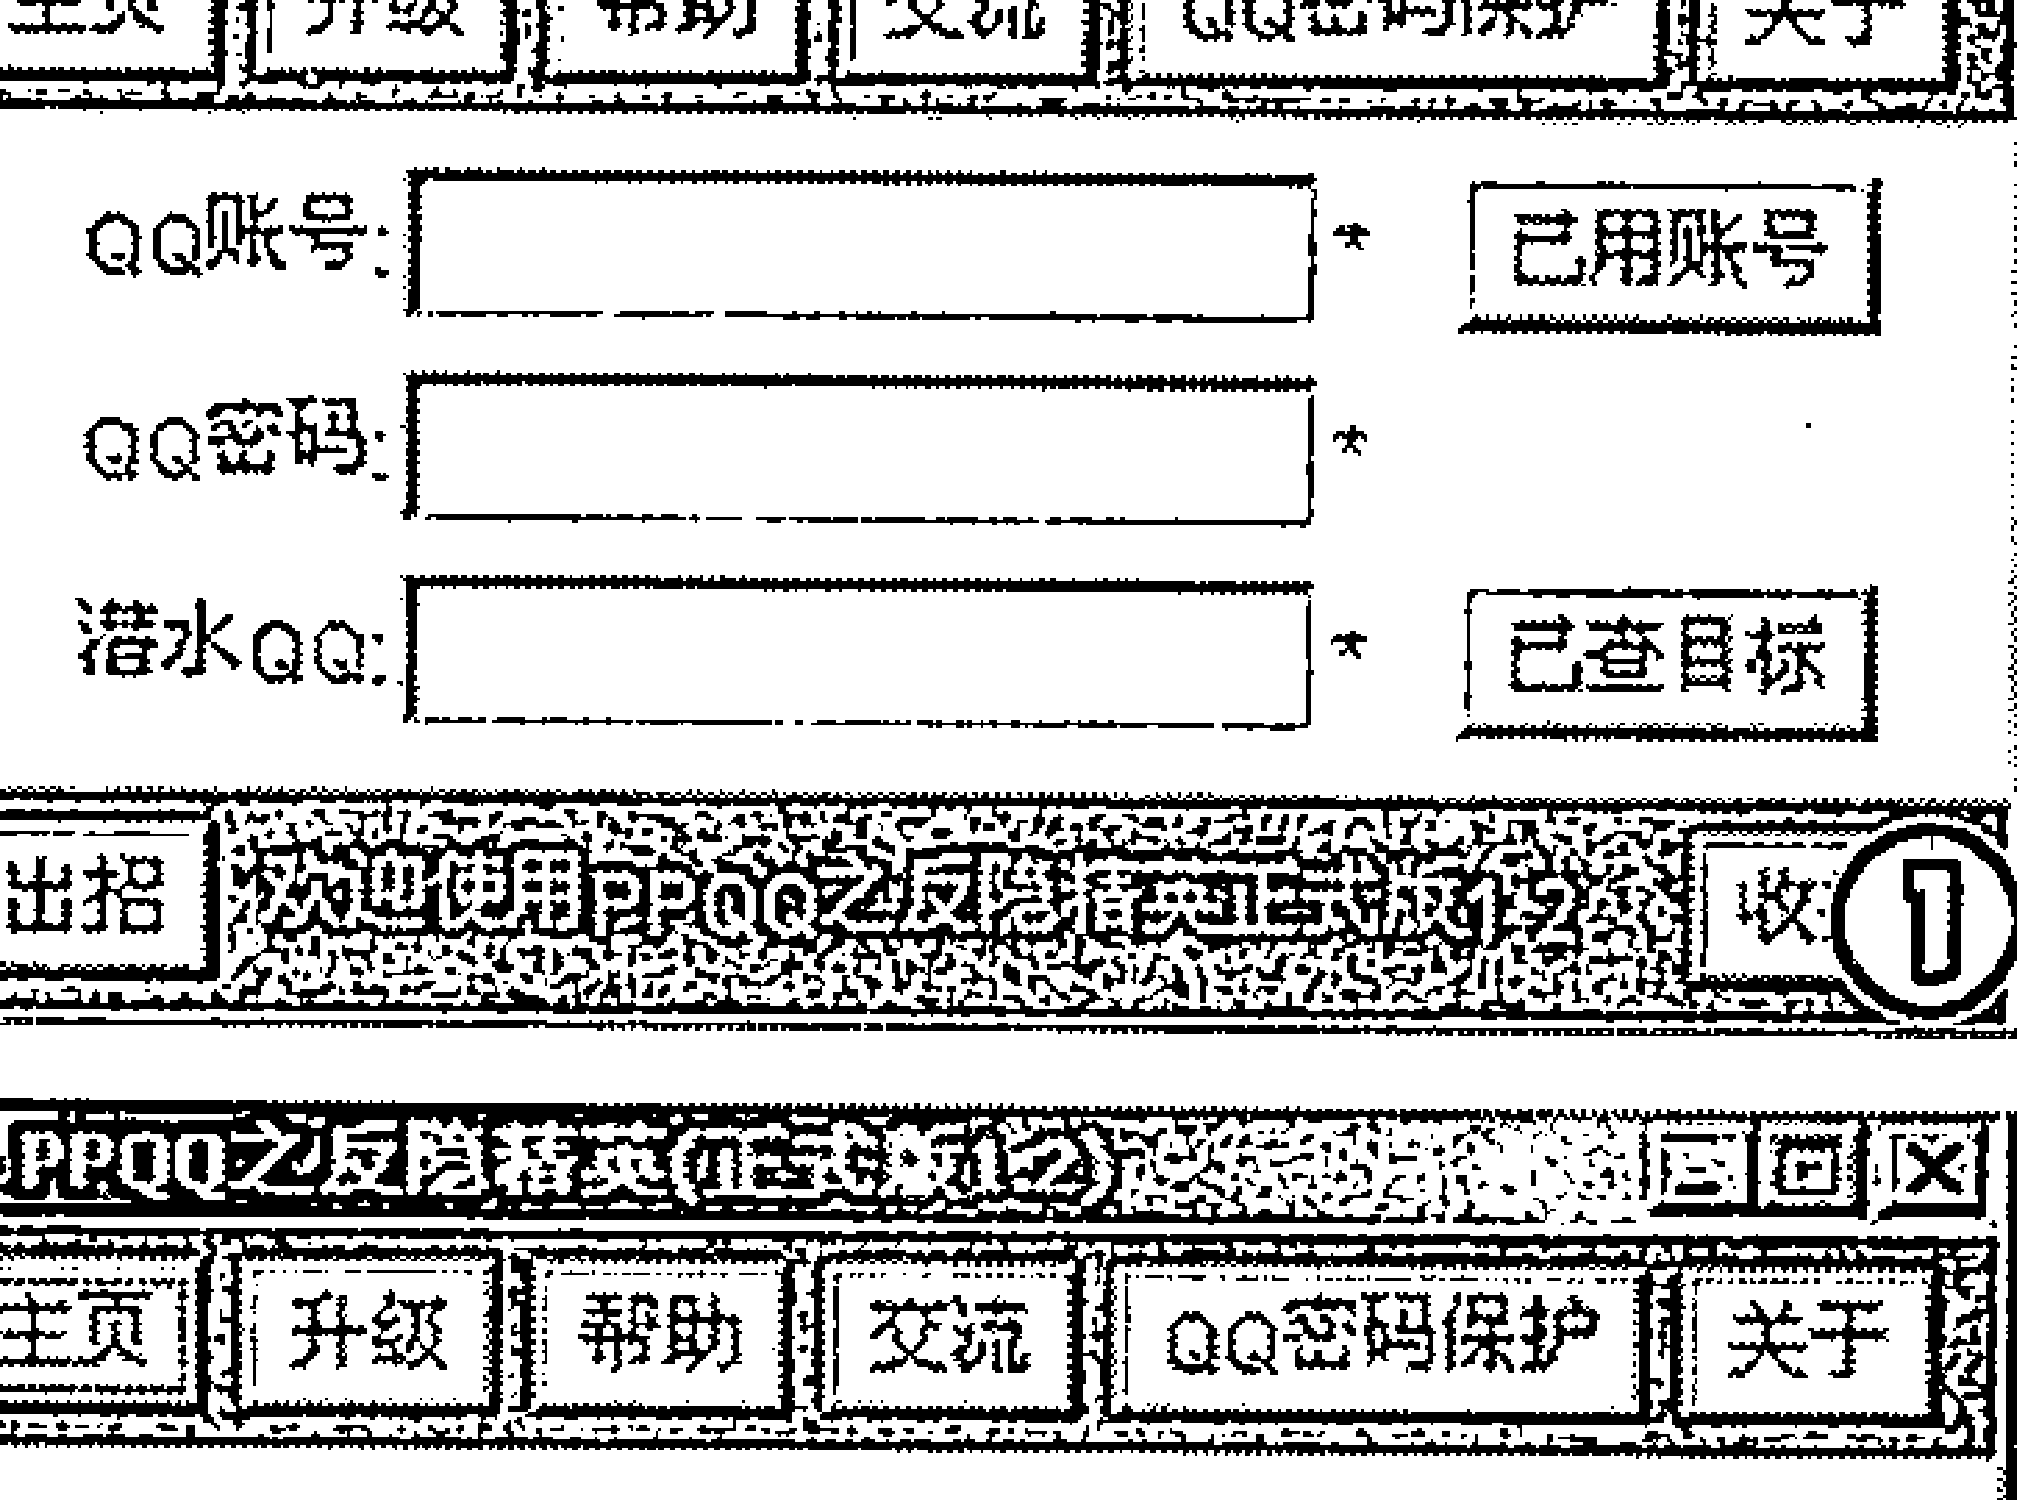 主页 升级 帮助 交流 QQ密码保护 关于
QQ账号: * 已用账号
QQ密码: *
潜水QQ: * 已查目标
出招 欢迎使用PPQQ之反隐精英正式版1.2 收
1
PPQQ之反隐精英(正式版1.2)
主页 升级 帮助 交流 QQ密码保护 关于